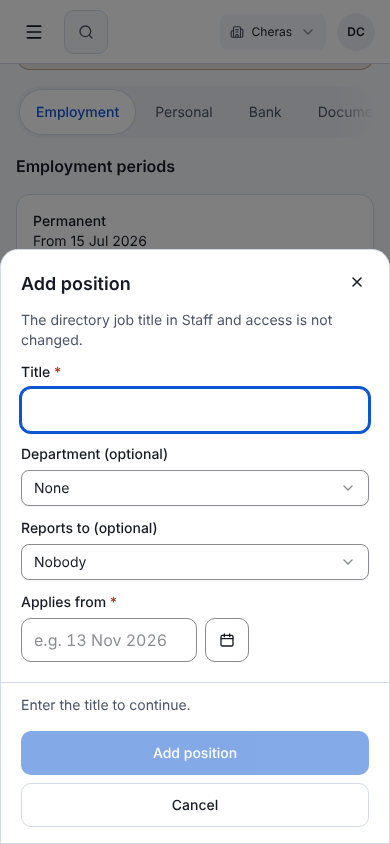 Cheras
DC
Employment
Personal
Bank
Docume
Employment periods
Permanent
From 15 Jul 2026
Add position
The directory job title in Staff and access is not
changed.
Title *
Department (optional)
None
Reports to (optional)
Nobody
Applies from *
e.g. 13 Nov 2026
Enter the title to continue.
Add position
Cancel